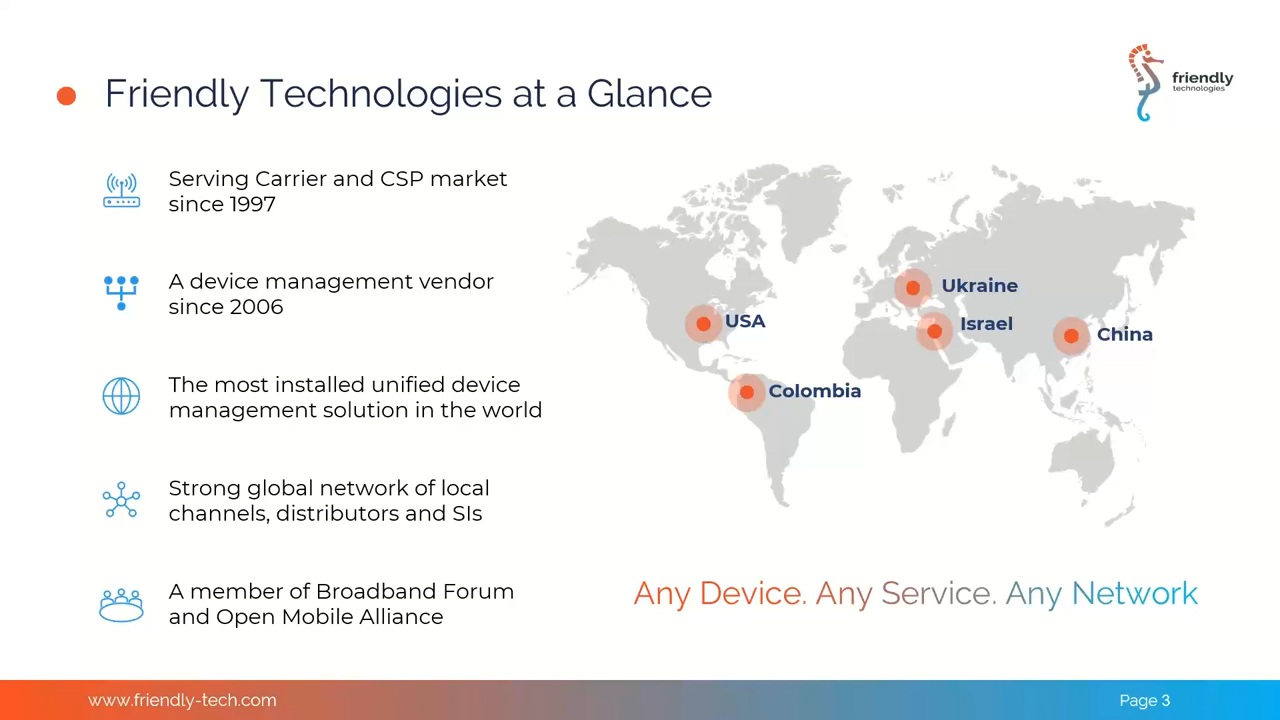 Friendly Technologies at a Glance
friendly
technologies
Serving Carrier and CSP market
since 1997
A device management vendor
since 2006
The most installed unified device
management solution in the world
Strong global network of local
channels, distributors and SIs
A member of Broadband Forum
and Open Mobile Alliance
Ukraine
USA
Israel
China
Colombia
Any Device. Any Service. Any Network
www.friendly-tech.com
Page 3